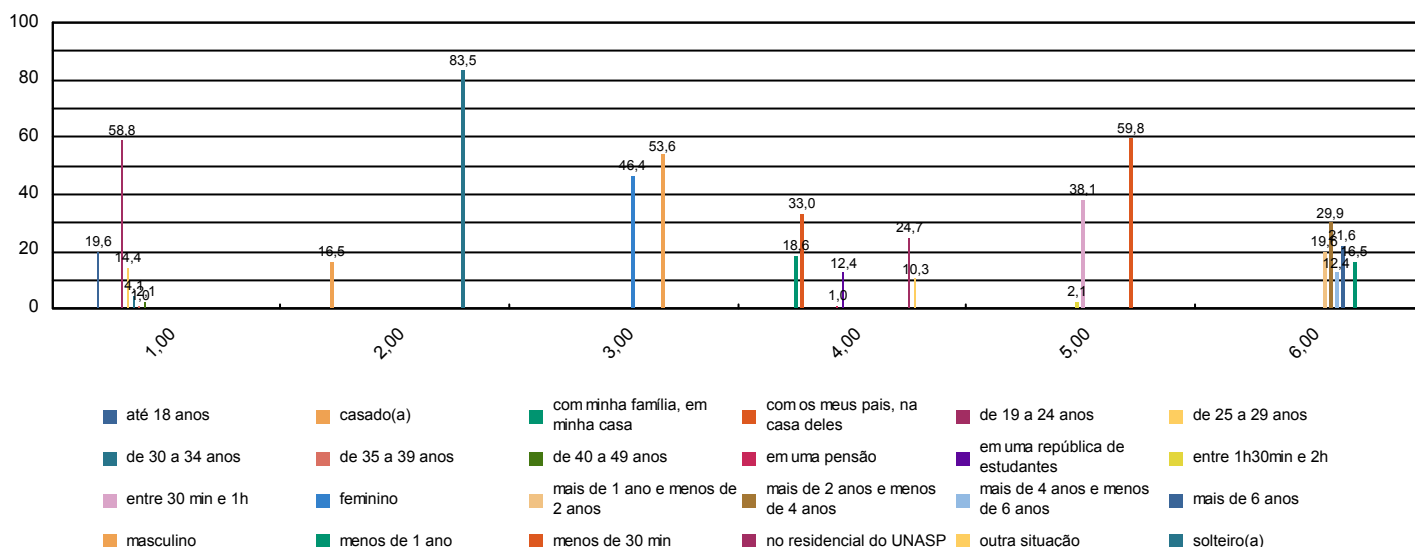 100
80
60
40
20
0
19,6
58,8
14,4
4,1
1,0
2,1
16,5
83,5
46,4
53,6
18,6
33,0
1,0
12,4
24,7
10,3
2,1
38,1
59,8
19,6
29,9
12,4
21,6
16,5
1,00
2,00
3,00
4,00
5,00
6,00
até 18 anos
casado(a)
com minha família, em
minha casa
com os meus pais, na
casa deles
de 19 a 24 anos
de 25 a 29 anos
de 30 a 34 anos
de 35 a 39 anos
de 40 a 49 anos
em uma pensão
em uma república de
estudantes
entre 1h30min e 2h
entre 30 min e 1h
feminino
mais de 1 ano e menos de
2 anos
mais de 2 anos e menos
de 4 anos
mais de 4 anos e menos
de 6 anos
mais de 6 anos
masculino
menos de 1 ano
menos de 30 min
no residencial do UNASP
outra situação
solteiro(a)